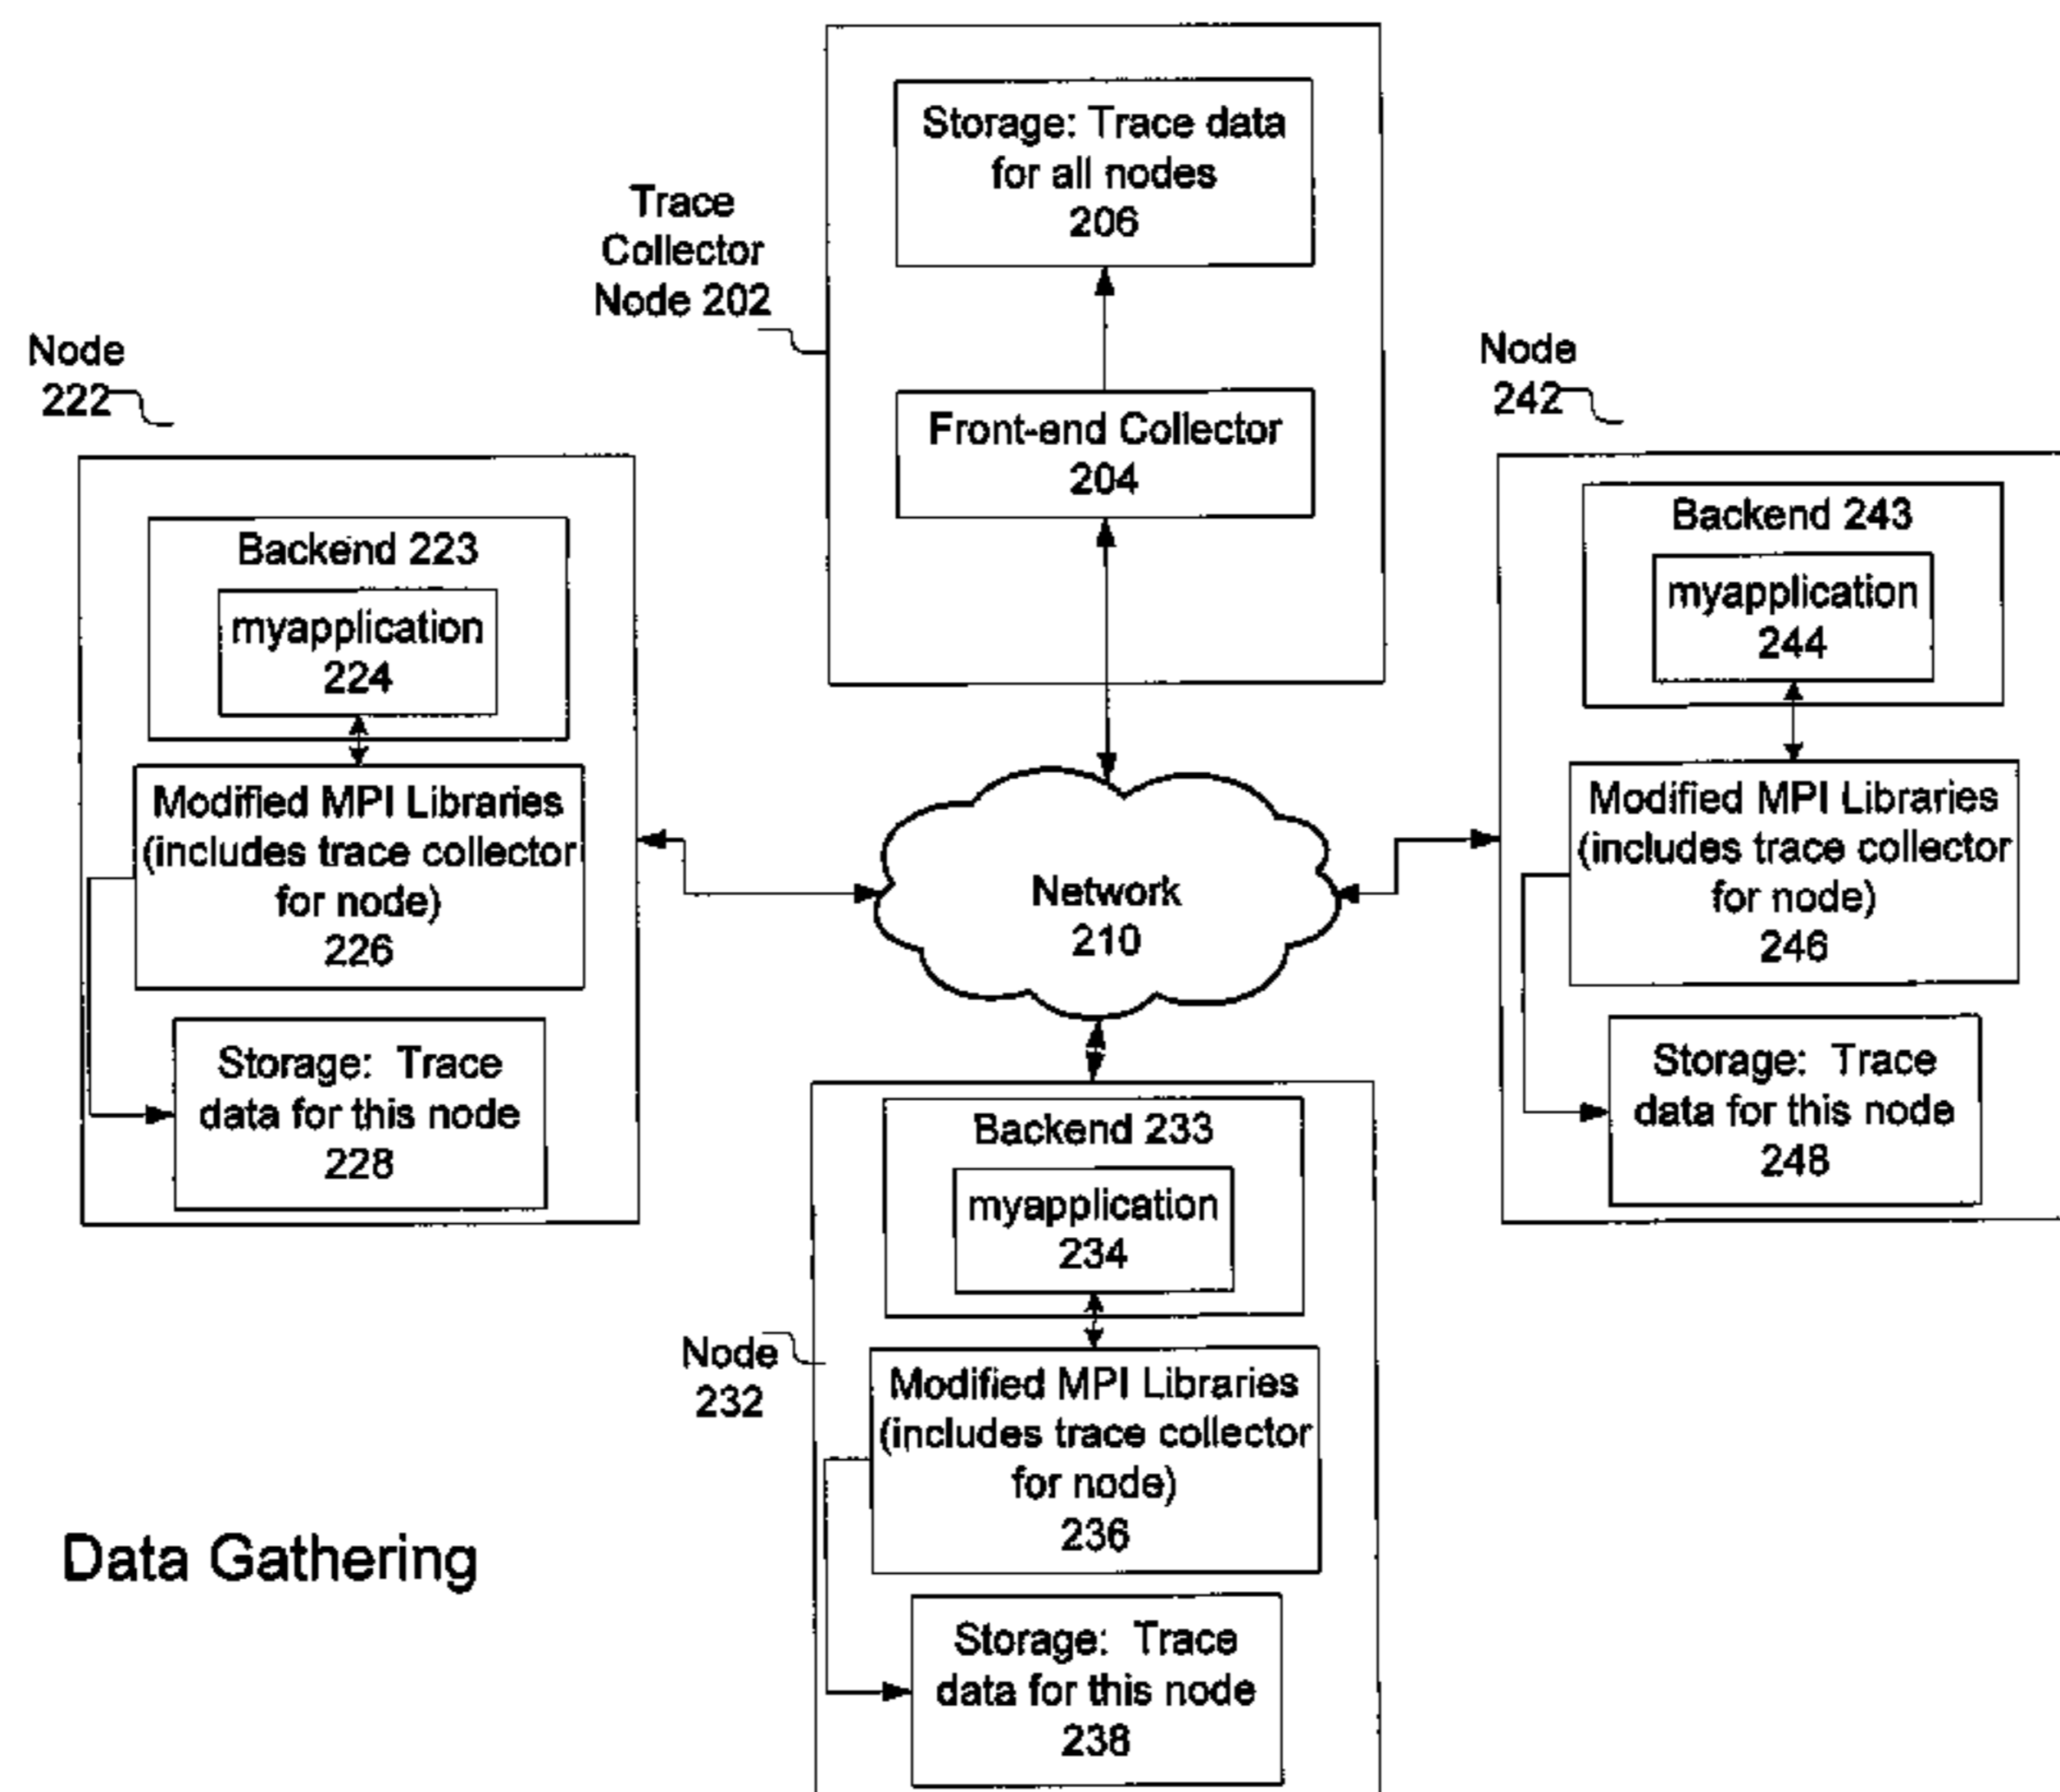 Storage: Trace data
for all nodes
206
Trace
Collector
Node 202
Front-end Collector
204
Node
222
Backend 223
myapplication
224
Modified MPI Libraries
(includes trace collector
for node)
226
Storage: Trace
data for this node
228
Network
210
Node
242
Backend 243
myapplication
244
Modified MPI Libraries
(includes trace collector
for node)
246
Storage: Trace
data for this node
248
Node
232
Backend 233
myapplication
234
Modified MPI Libraries
(includes trace collector
for node)
236
Storage: Trace
data for this node
238
Data Gathering